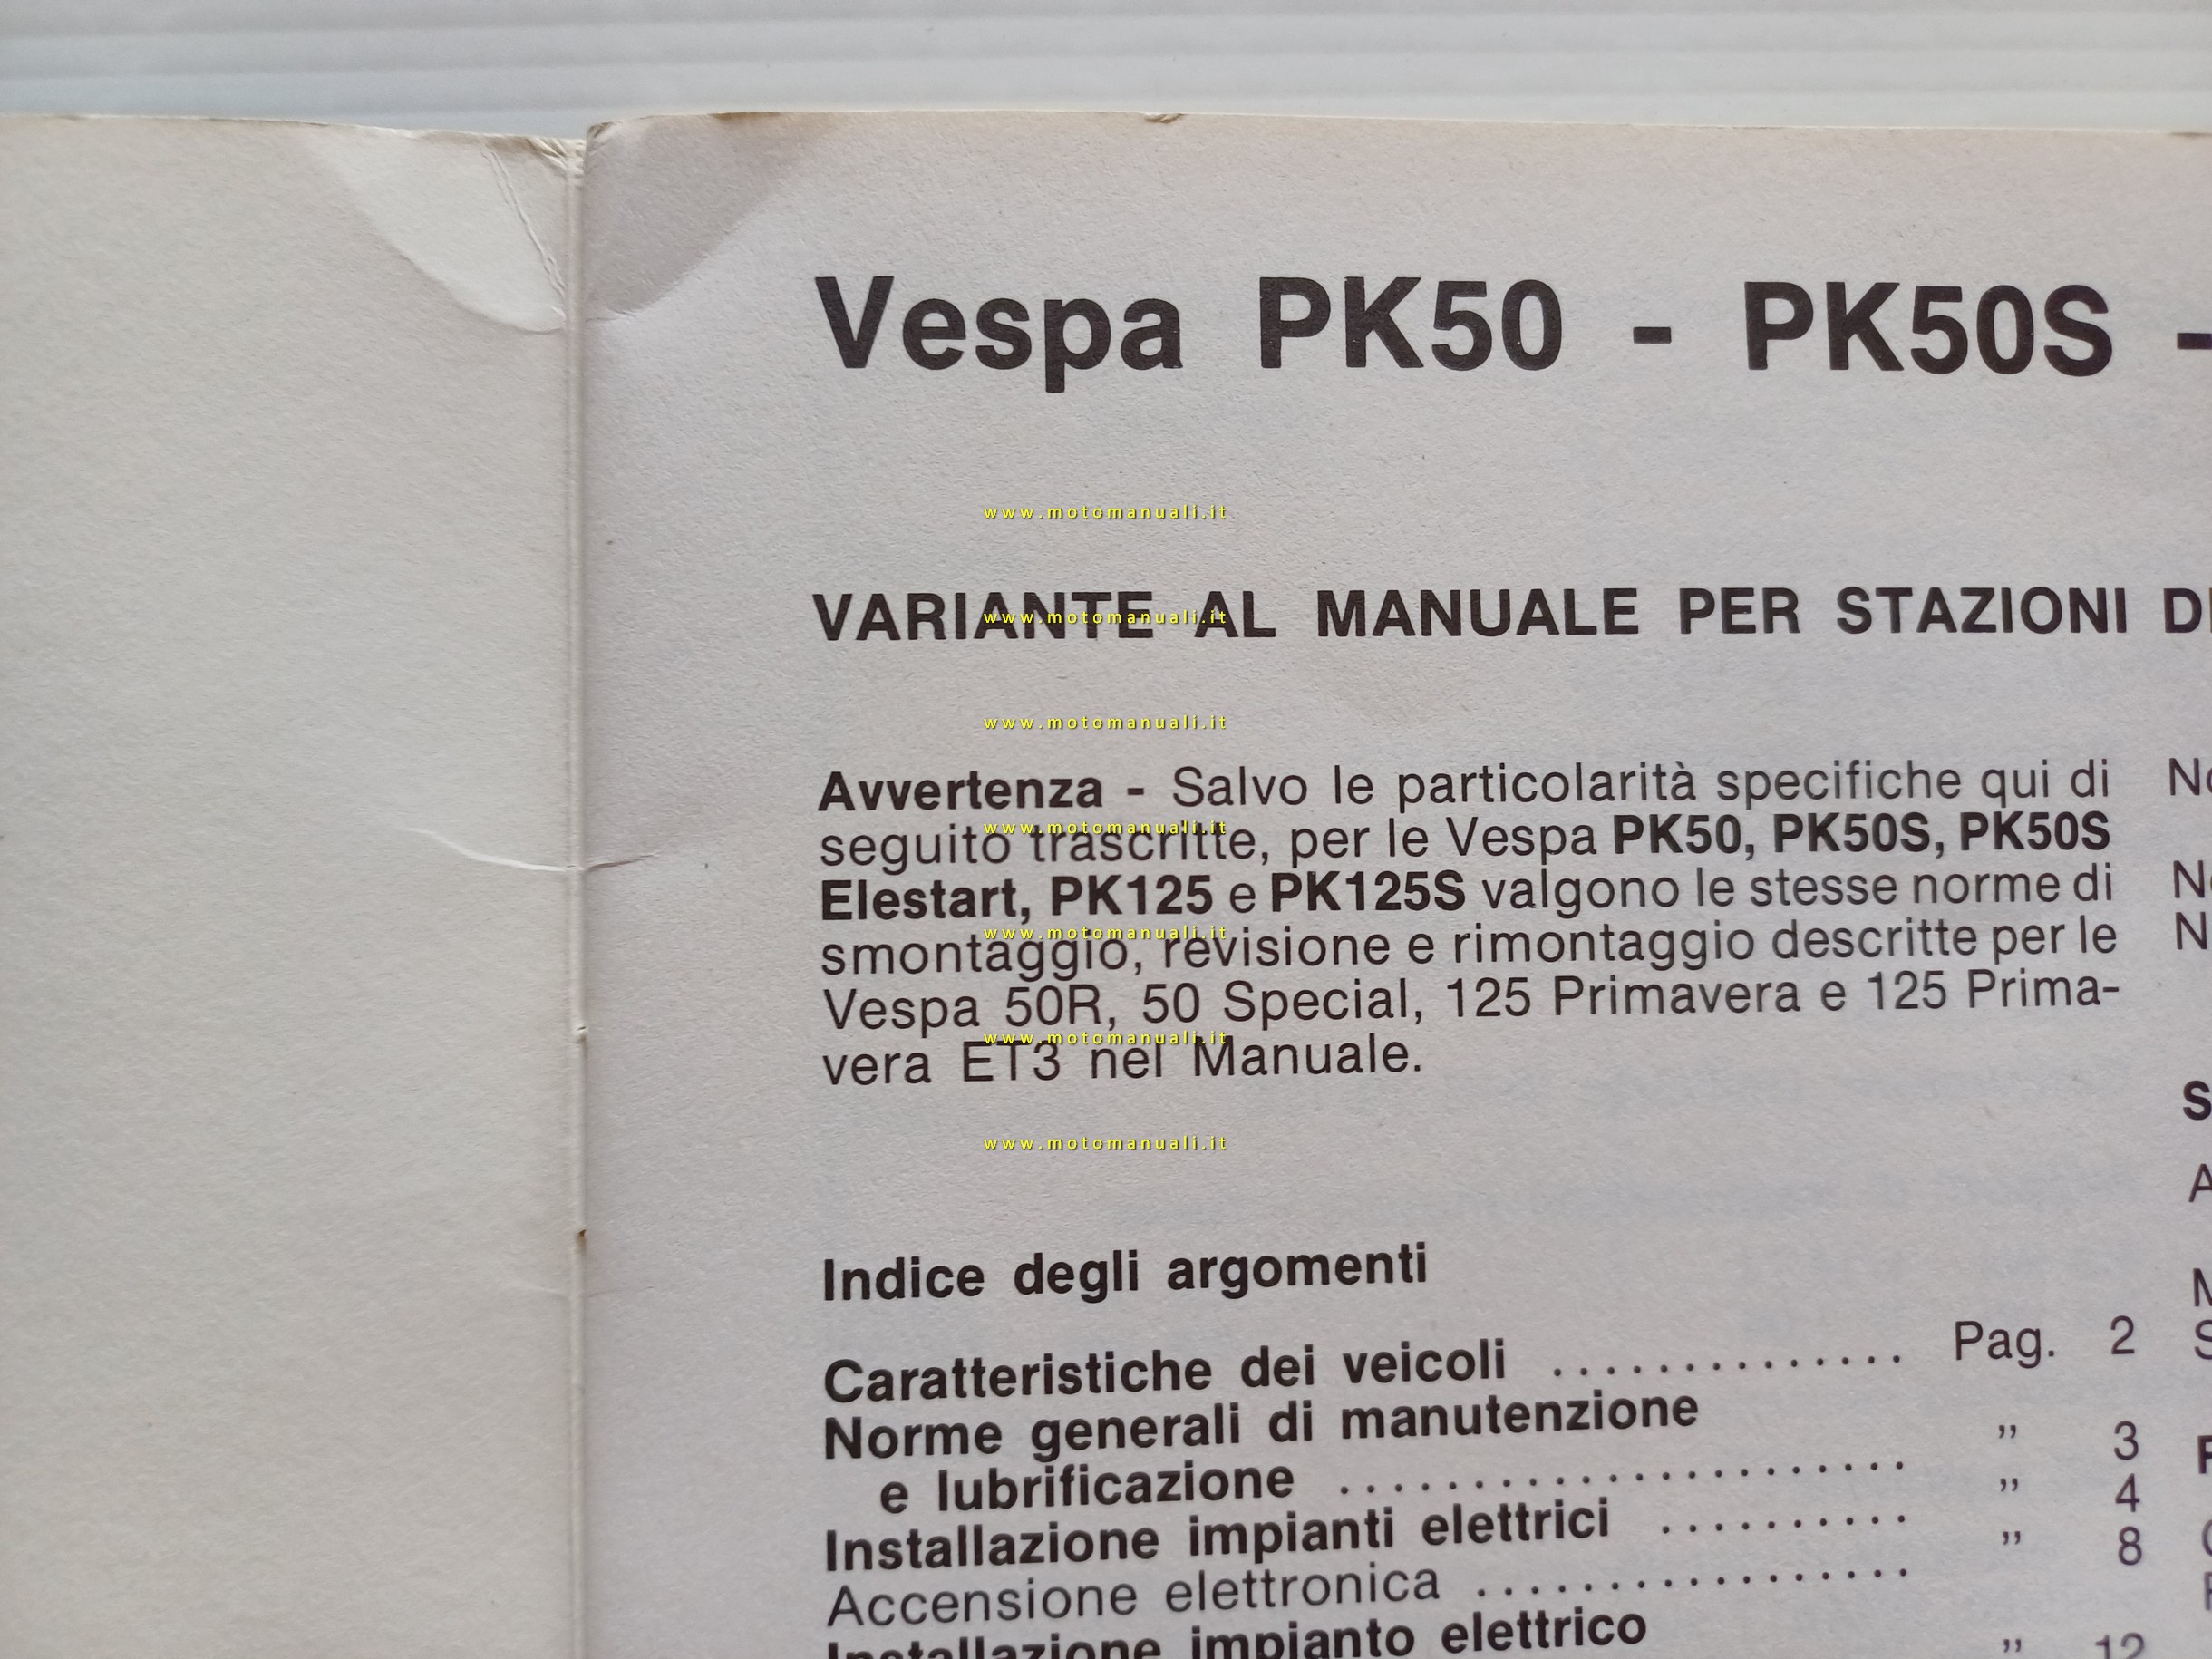 Vespa PK50 - PK50S -
www.motomanuali.it
VARIANTE AL MANUALE PER STAZIONI
www.motomanuali.it
www.motomanuali.it
Avvertenza - Salvo le particolarità specifiche qui di
seguito trascritte, per le Vespa PK50, PK50S, PK50S
www.motomanuali.it
Elestart, PK125 e PK125S valgono le stesse norme di
smontaggio, revisione e rimontaggio descritte per le
www.motomanuali.it
Vespa 50R, 50 Special, 125 Primavera e 125 Prima-
vera ET3 nel Manuale.
www.motomanuali.it
www.motomanuali.it
Indice degli argomenti
Caratteristiche dei veicoli .............. Pag. 2
Norme generali di manutenzione
e lubrificazione ....................... ,, 3
Installazione impianti elettrici .......... ,, 4
Accensione elettronica .................. ,, 8
Installazione impianto elettrico
,, 12